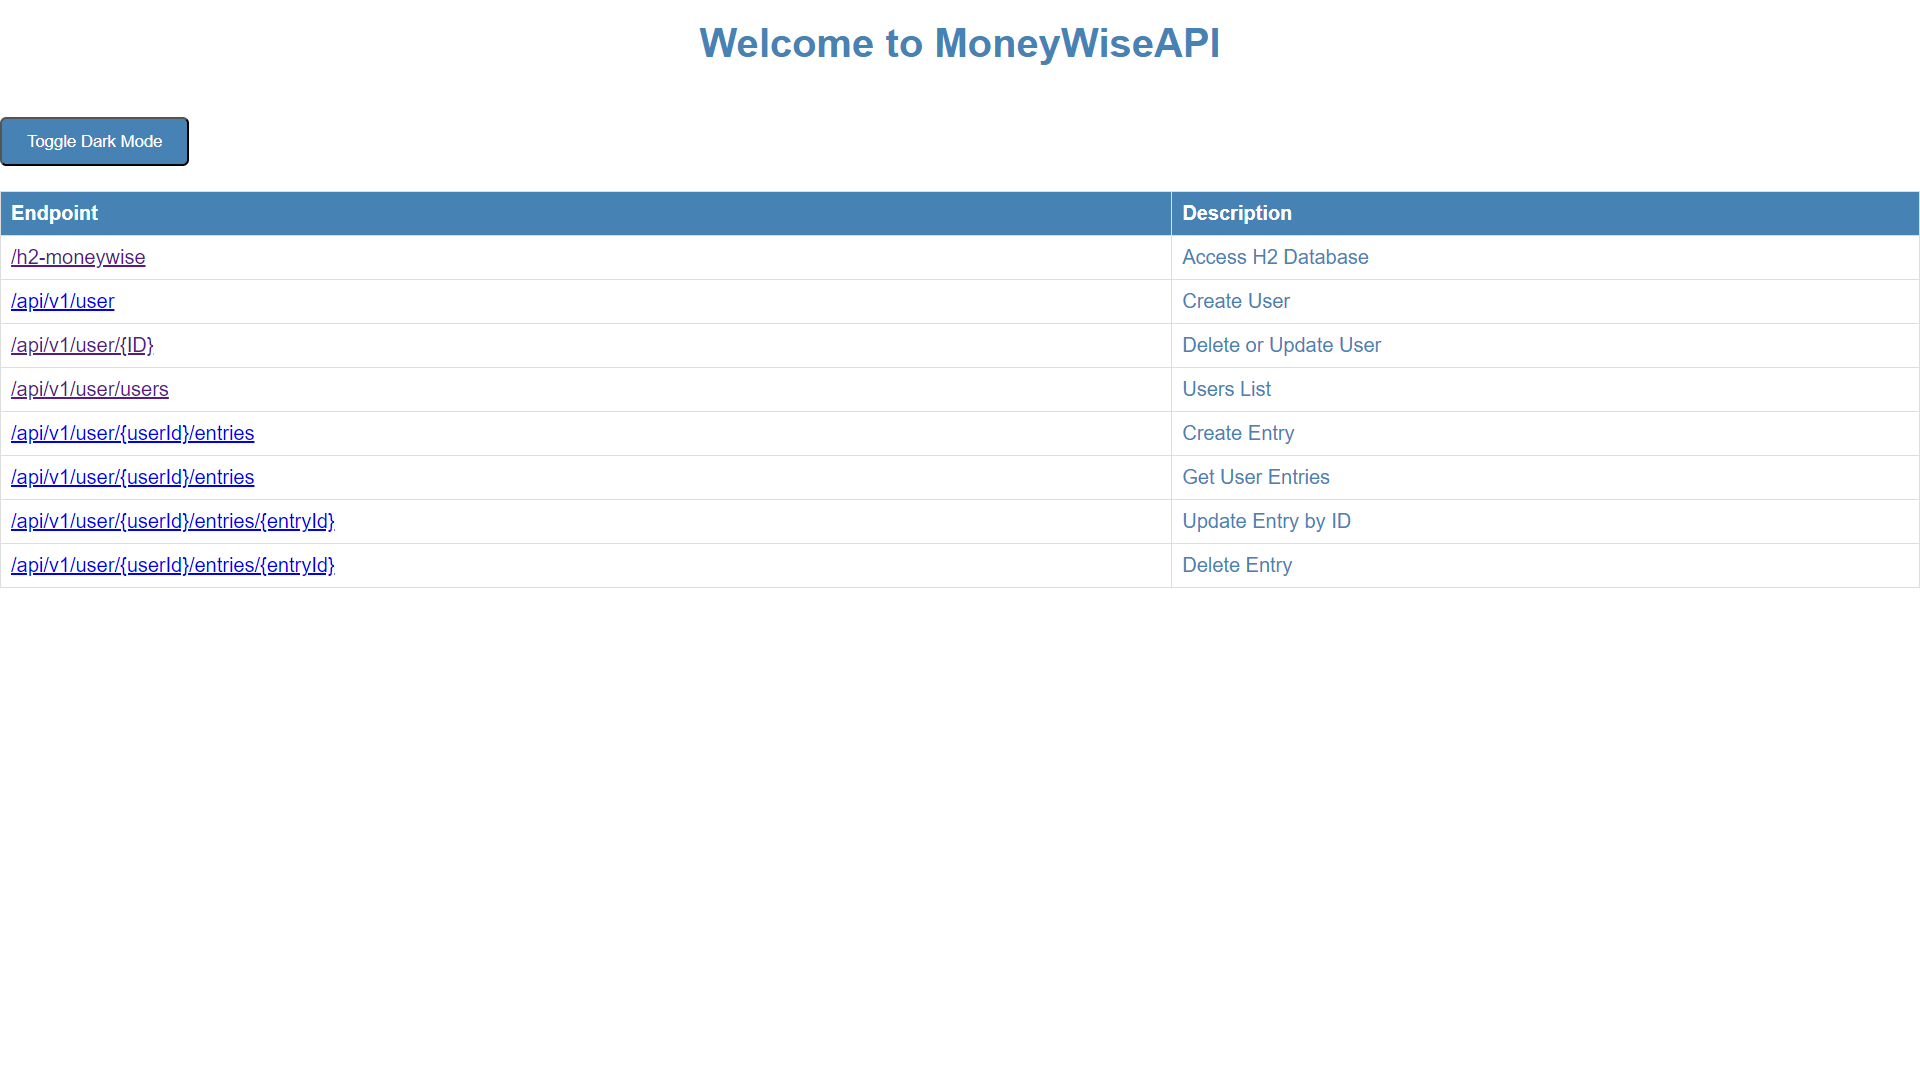 Welcome to MoneyWiseAPI
Toggle Dark Mode
Endpoint Description
/h2-moneywise Access H2 Database
/api/v1/user Create User
/api/v1/user/{ID} Delete or Update User
/api/v1/user/users Users List
/api/v1/user/{userId}/entries Create Entry
/api/v1/user/{userId}/entries Get User Entries
/api/v1/user/{userId}/entries/{entryId} Update Entry by ID
/api/v1/user/{userId}/entries/{entryId} Delete Entry